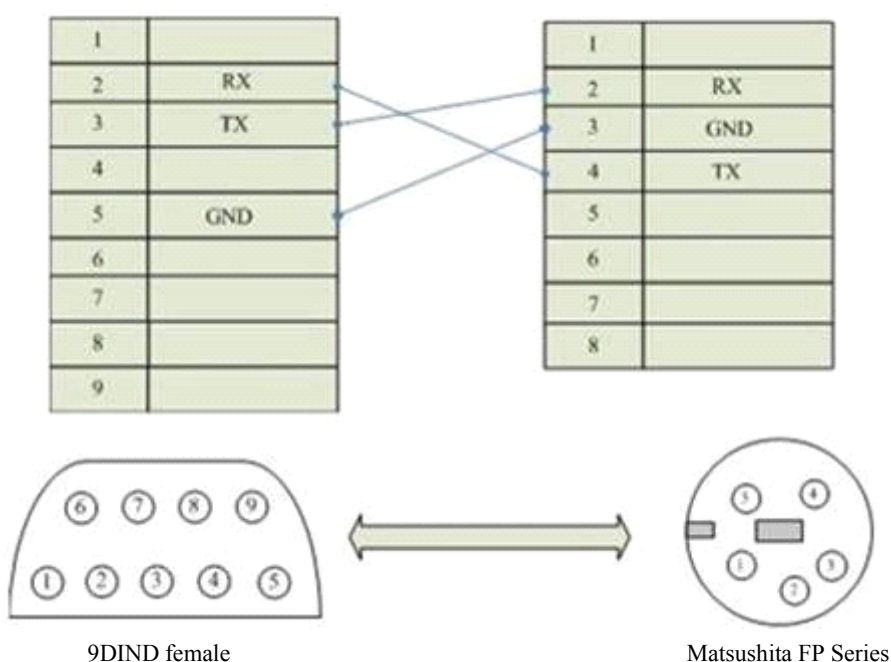 1
2 RX
3 TX
4
5 GND
6
7
8
9
1
2 RX
3 GND
4 TX
5
6
7
8
6 7 8 9
1 2 3 4 5
5 4
1 3
2
9DIND female
Matsushita FP Series